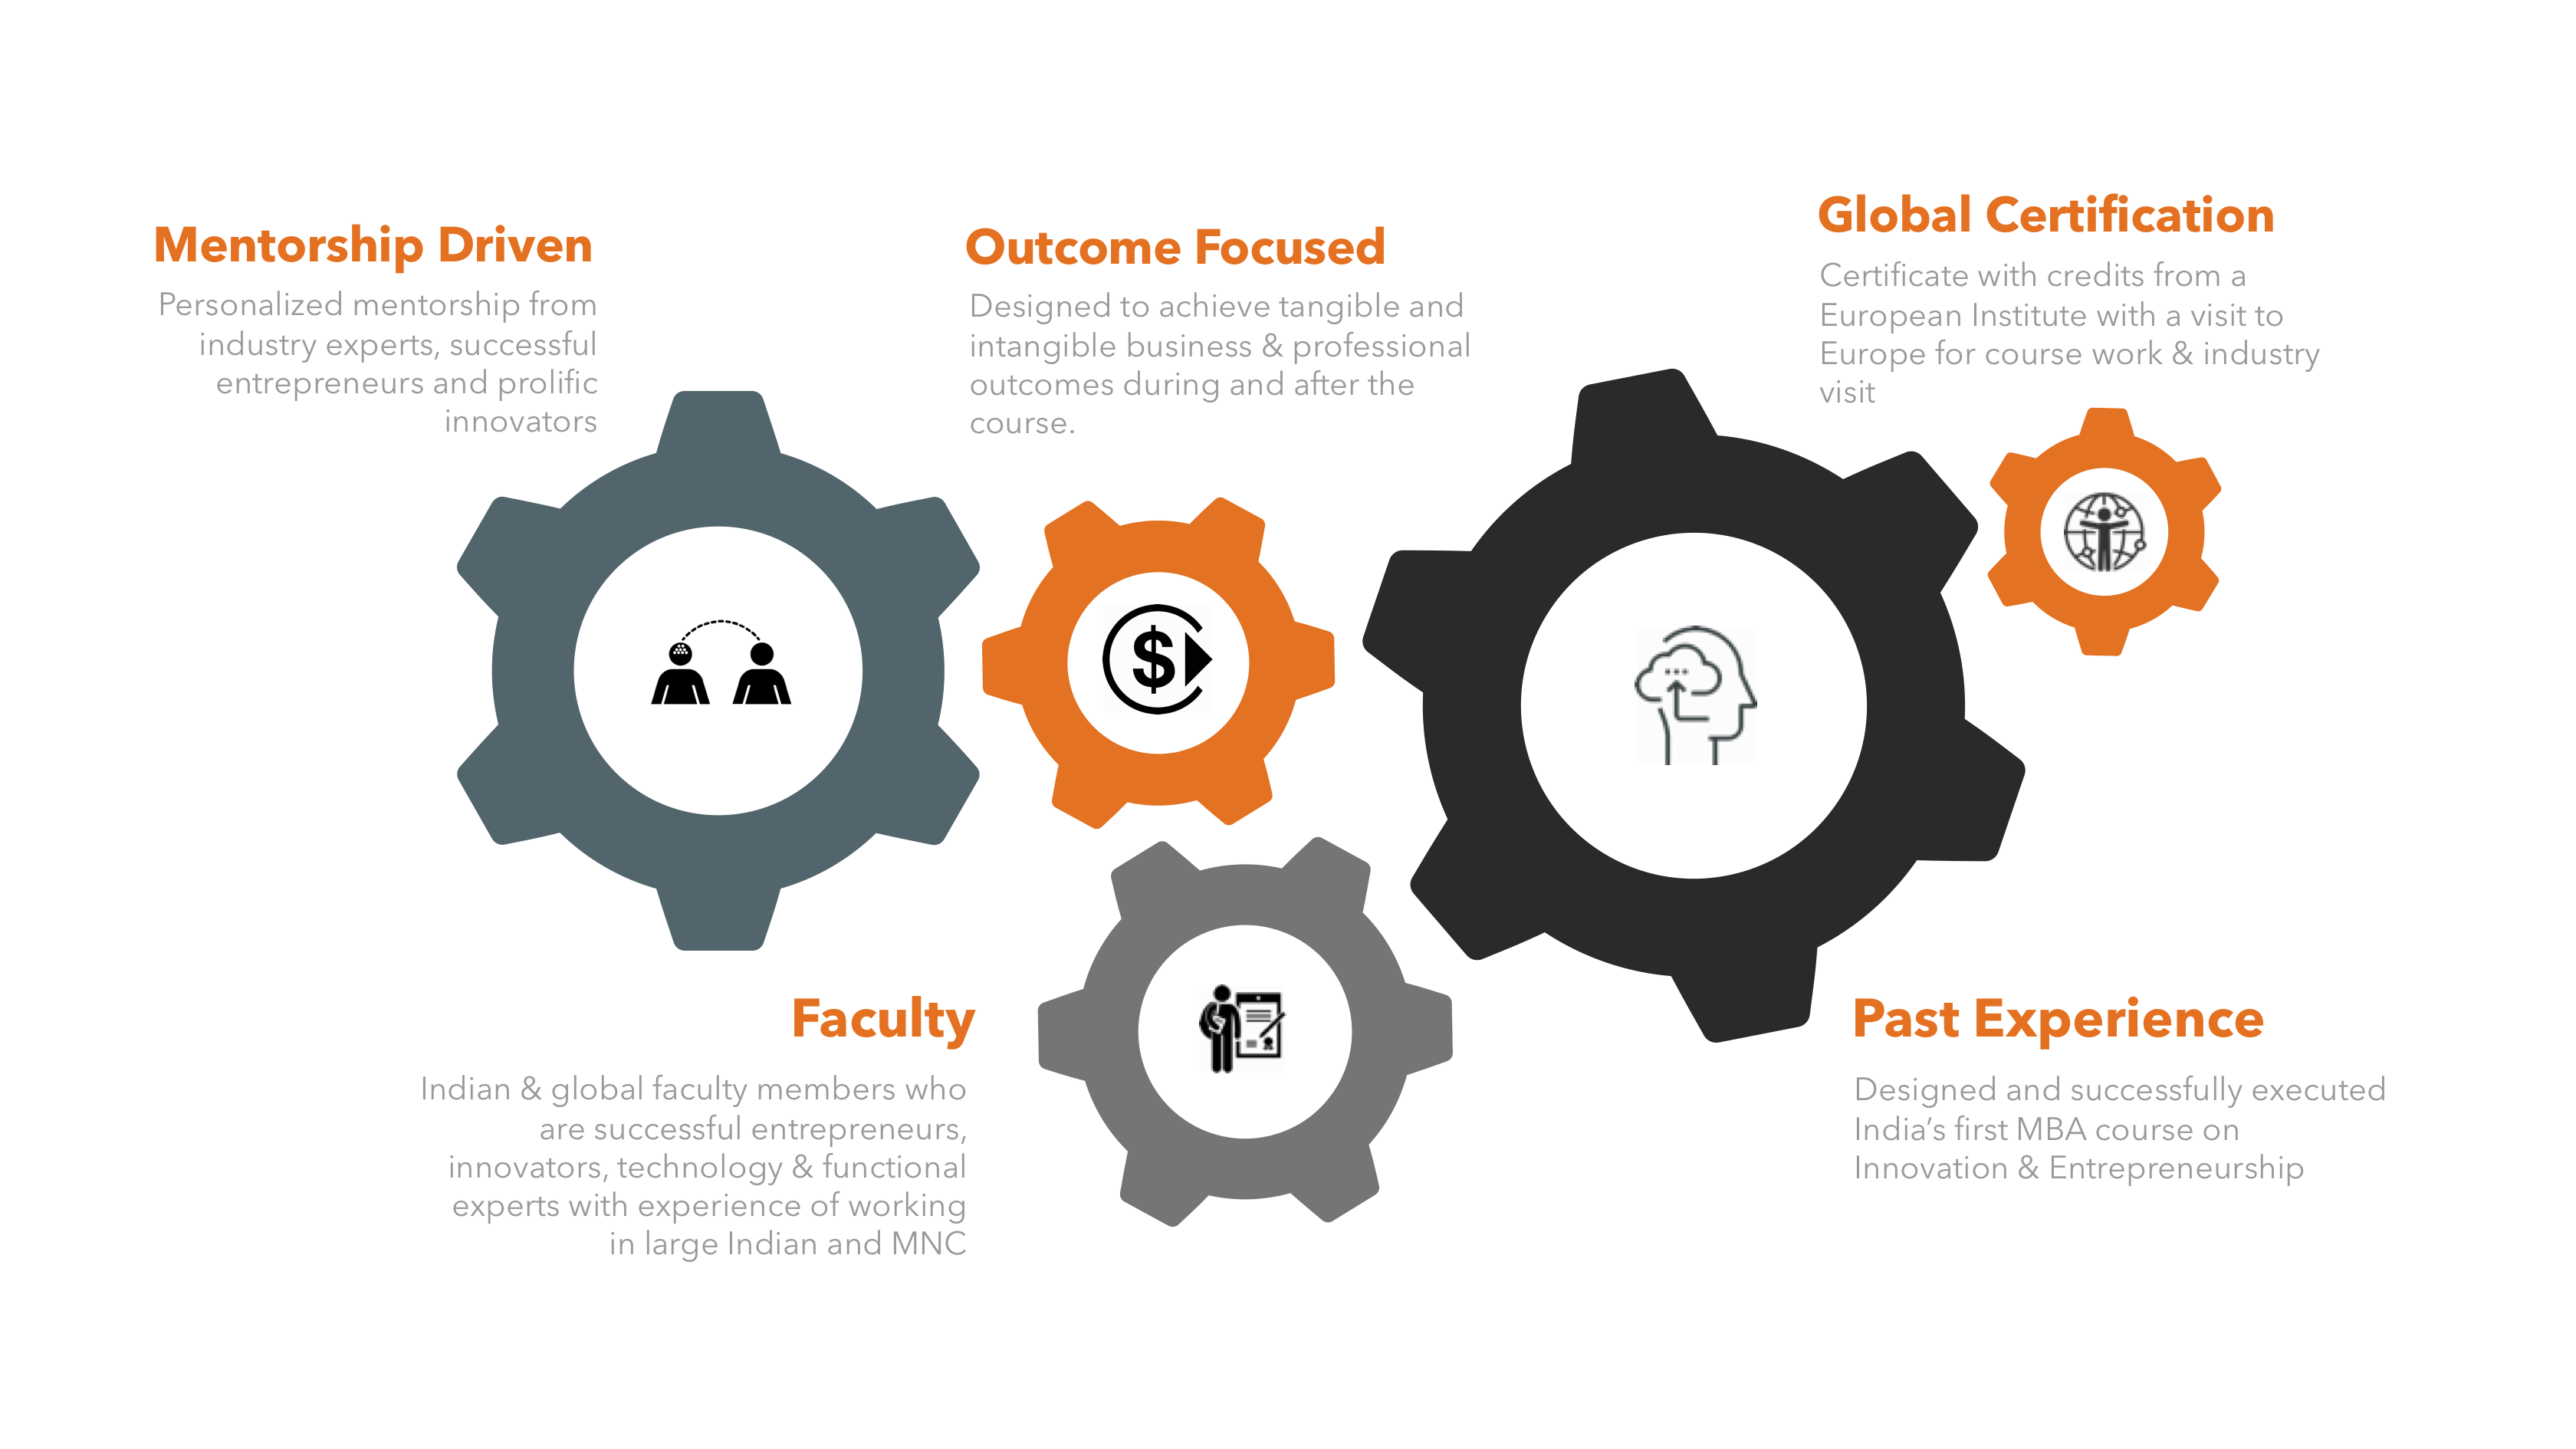 Mentorship Driven
Personalized mentorship from
industry experts, successful
entrepreneurs and prolific
innovators
Outcome Focused
Designed to achieve tangible and
intangible business & professional
outcomes during and after the
course.
Global Certification
Certificate with credits from a
European Institute with a visit to
Europe for course work & industry
visit
$
Faculty
Indian & global faculty members who
are successful entrepreneurs,
innovators, technology & functional
experts with experience of working
in large Indian and MNC
Past Experience
Designed and successfully executed
India’s first MBA course on
Innovation & Entrepreneurship